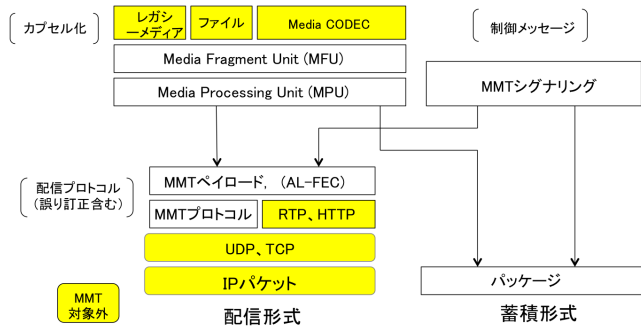 カプセル化
レガシ
ーメディア
ファイル
Media CODEC
制御メッセージ
Media Fragment Unit (MFU)
Media Processing Unit (MPU)
MMTシグナリング
配信プロトコル
(誤り訂正含む)
MMTペイロード, (AL-FEC)
MMTプロトコル
RTP、HTTP
UDP、TCP
IPパケット
パッケージ
MMT
対象外
配信形式
蓄積形式